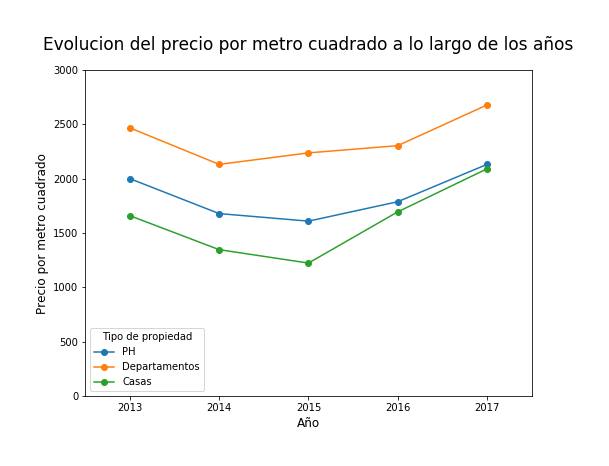 Evolucion del precio por metro cuadrado a lo largo de los años
3000
2500
2000
1500
1000
500
0
Precio por metro cuadrado
Tipo de propiedad
PH
Departamentos
Casas
2013 2014 2015 2016 2017
Año